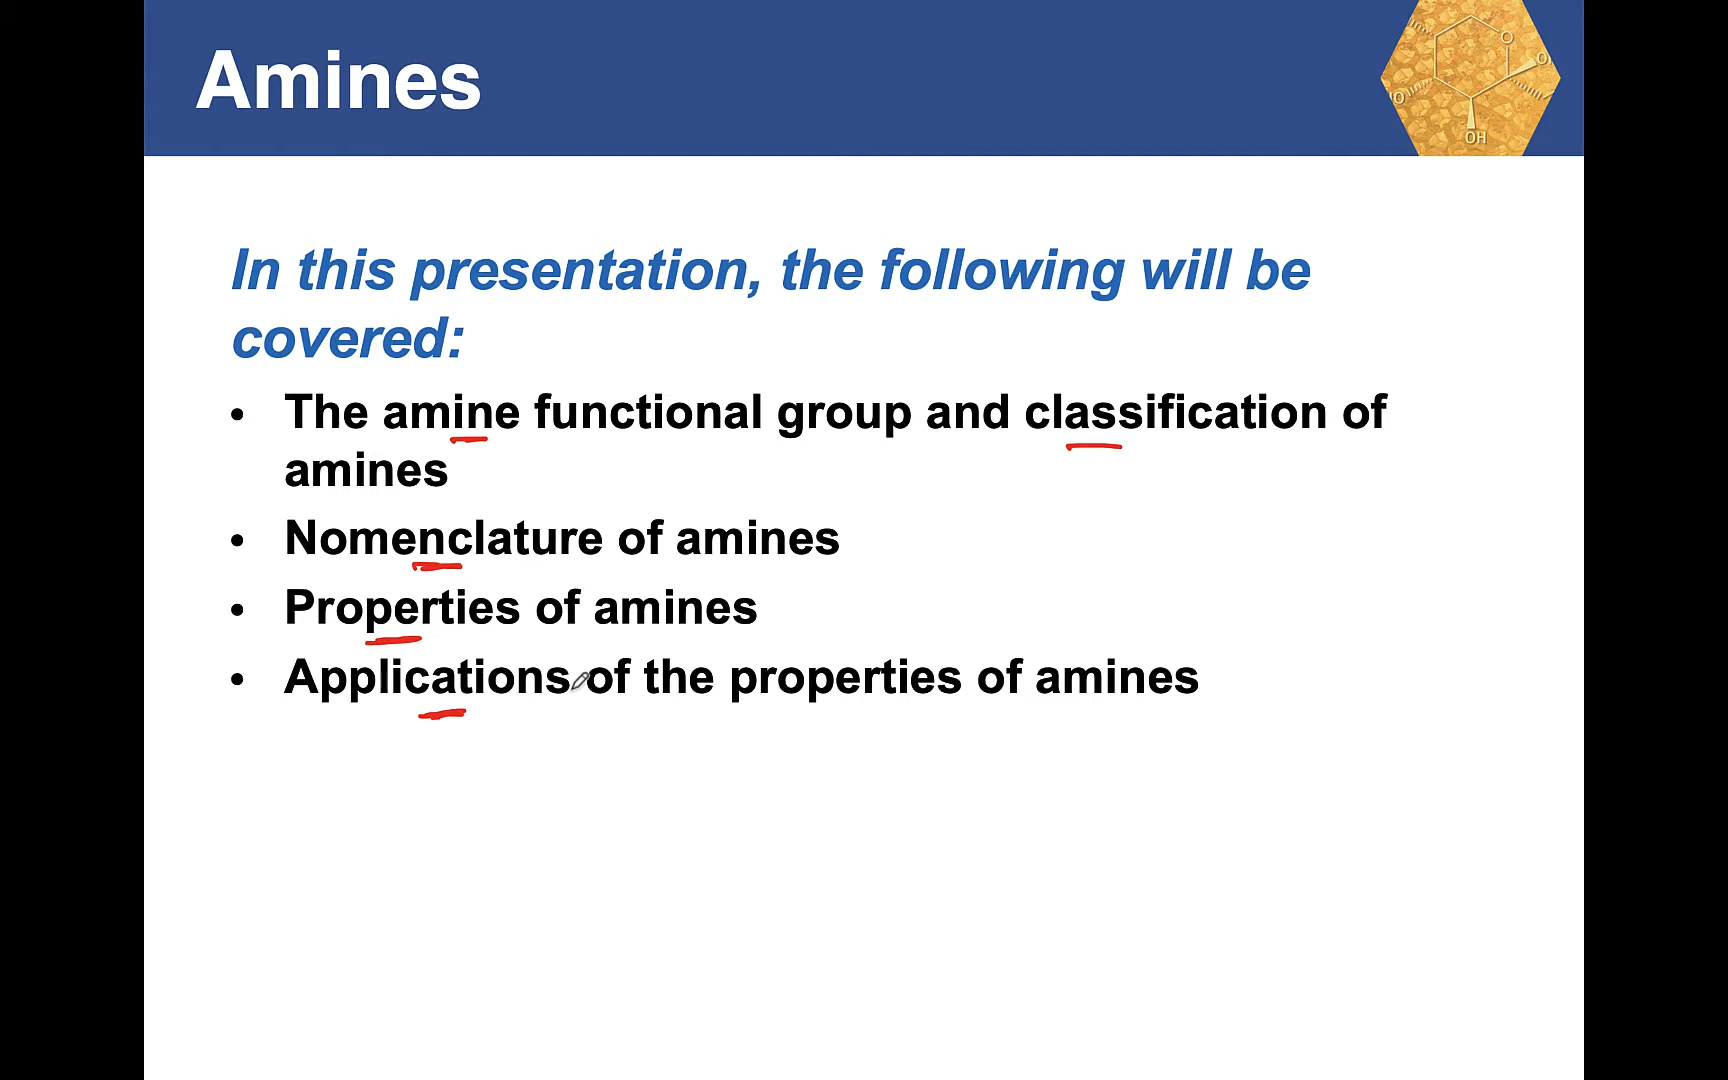 Amines
O
O
O
OH
In this presentation, the following will be
covered:
• The amine functional group and classification of
amines
• Nomenclature of amines
• Properties of amines
• Applications of the properties of amines